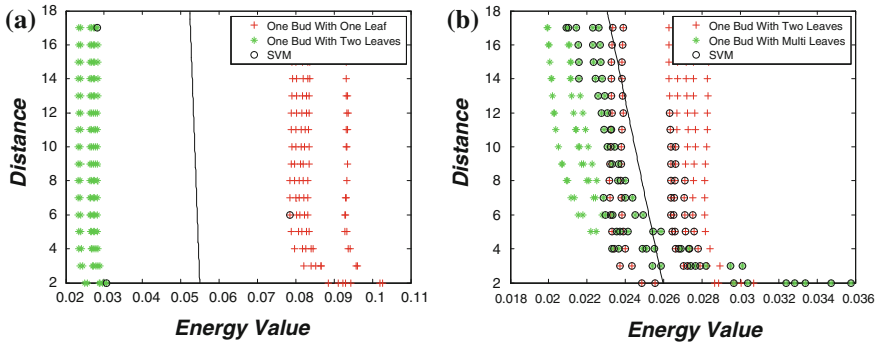 (a)
18
16
14
12
10
8
6
4
2
Distance
One Bud With One Leaf
One Bud With Two Leaves
SVM
0.02 0.03 0.04 0.05 0.06 0.07 0.08 0.09 0.1 0.11
Energy Value
(b)
18
16
14
12
10
8
6
4
2
Distance
One Bud With Two Leaves
One Bud With Multi Leaves
SVM
0.018 0.02 0.022 0.024 0.026 0.028 0.03 0.032 0.034 0.036
Energy Value